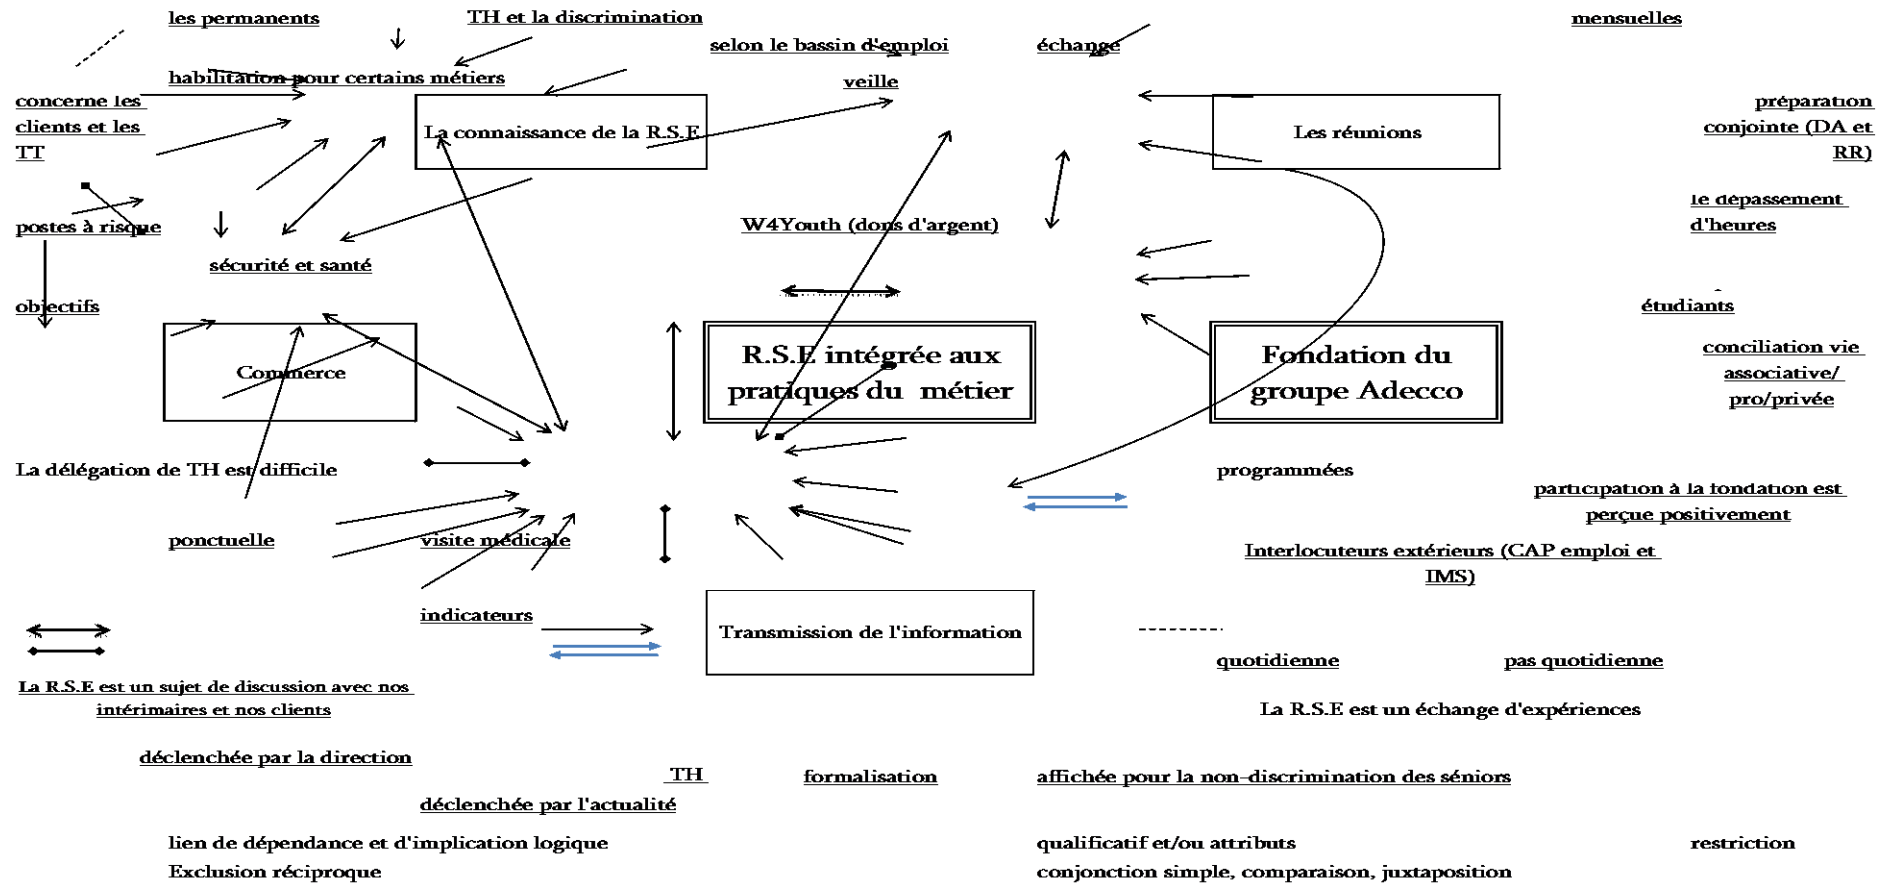 les permanents
TH et la discrimination
mensuelles
selon le bassin d'emploi
échange
habilitation pour certains métiers
veille
concerne les
clients et les
TT
La connaissance de la R.S.E
Les réunions
préparation
conjointe (DA et
RR)
postes à risque
W4Youth (dons d'argent)
le dépassement
d'heures
sécurité et santé
objectifs
étudiants
Commerce
R.S.E intégrée aux
pratiques du métier
Fondation du
groupe Adecco
conciliation vie
associative/
pro/privée
La délégation de TH est difficile
programmées
participation à la fondation est
perçue positivement
ponctuelle
visite médicale
Interlocuteurs extérieurs (CAP emploi et
IMS)
indicateurs
Transmission de l'information
quotidienne
pas quotidienne
La R.S.E est un sujet de discussion avec nos
intérimaires et nos clients
La R.S.E est un échange d'expériences
déclenchée par la direction
TH
formalisation
affichée pour la non-discrimination des séniors
déclenchée par l'actualité
lien de dépendance et d'implication logique
qualificatif et/ou attributs
restriction
Exclusion réciproque
conjonction simple, comparaison, juxtaposition